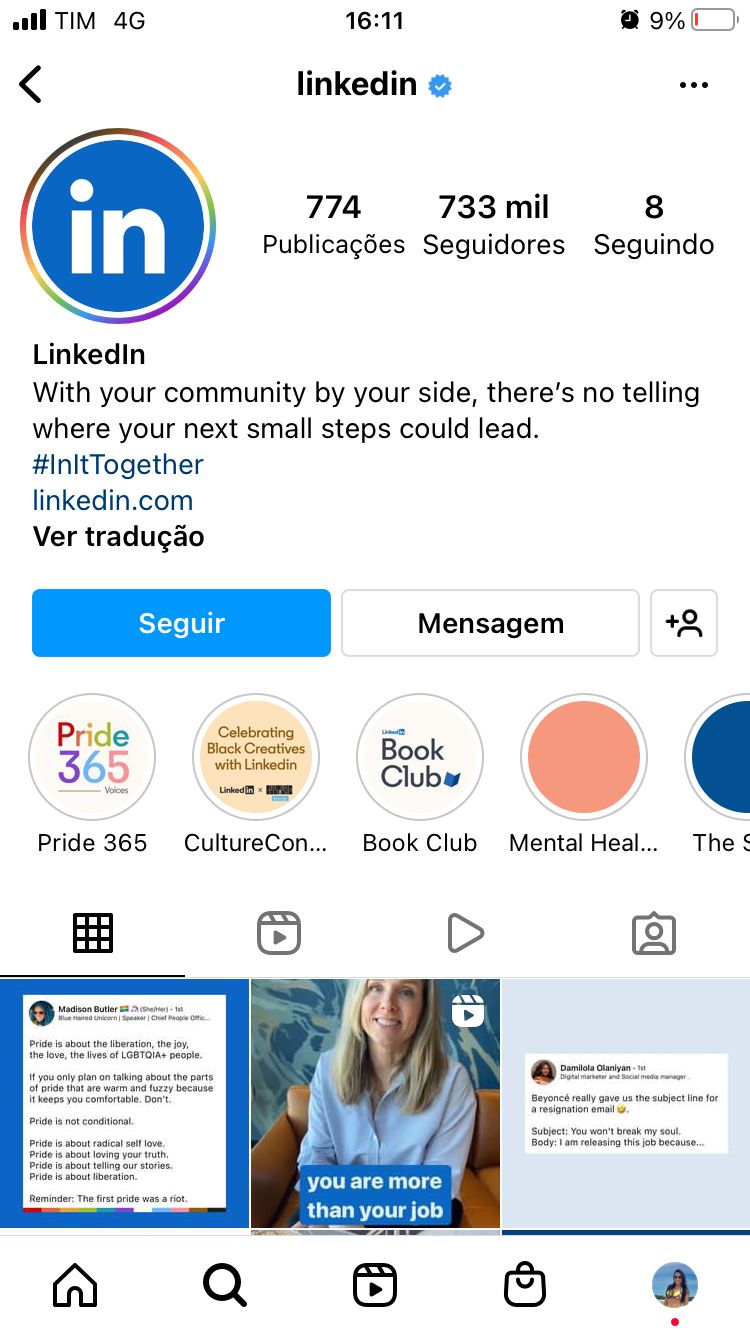 TIM 4G 16:11 9%
linkedin
in
774 733 mil 8
Publicações Seguidores Seguindo
LinkedIn
With your community by your side, there’s no telling
where your next small steps could lead.
#InItTogether
linkedin.com
Ver tradução
Seguir Mensagem
Pride
365
Voices
Celebrating
Black Creatives
with Linkedin
Linked in x
Linked in
Book
Club
Pride 365 CultureCon... Book Club Mental Heal... The S
Madison Butler (She/Her) • 1st
Blue Haired Unicorn | Speaker | Chief People Offic...
Pride is about the liberation, the joy,
the love, the lives of LGBTQIA+ people.
If you only plan on talking about the parts
of pride that are warm and fuzzy because
it keeps you comfortable. Don't.
Pride is not conditional.
Pride is about radical self love.
Pride is about loving your truth.
Pride is about telling our stories.
Pride is about liberation.
Reminder: The first pride was a riot.
you are more
than your job
Damilola Olaniyan • 1st
Digital marketer and Social media manager .
Beyoncé really gave us the subject line for
a resignation email 🤣.
Subject: You won't break my soul.
Body: I am releasing this job because...